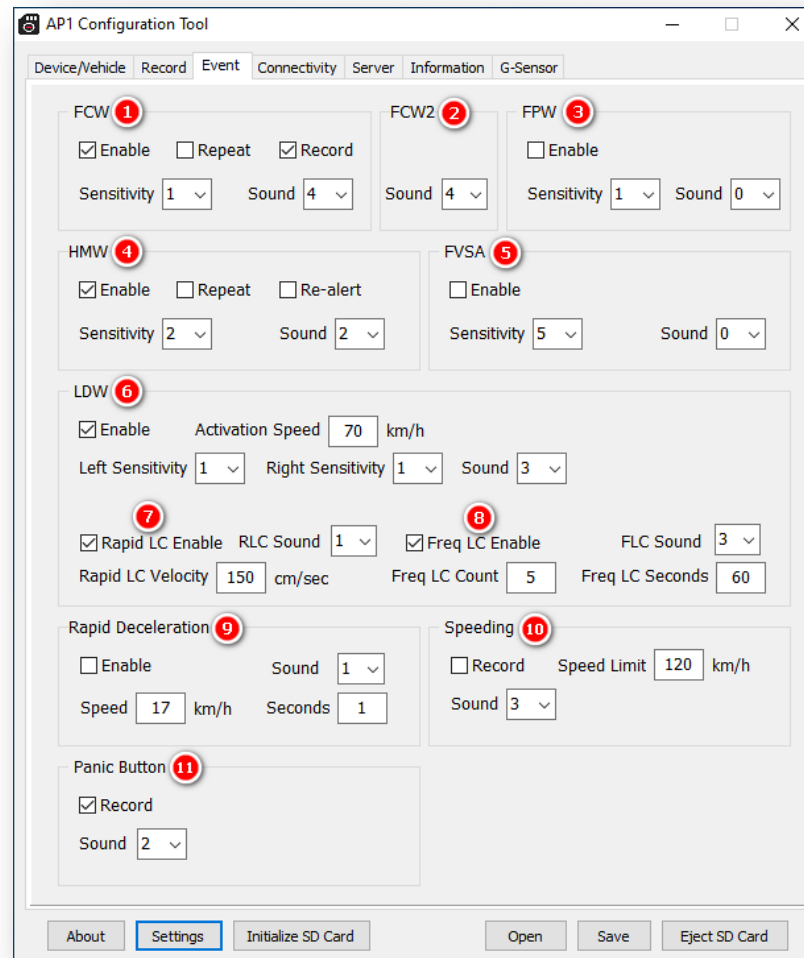 AP1 Configuration Tool
Device/Vehicle Record Event Connectivity Server Information G-Sensor
FCW 1 FCW2 2 FPW 3
Enable Repeat Record Enable
Sensitivity 1 Sound 4 Sound 4 Sensitivity 1 Sound 0
HMW 4 FVSA 5
Enable Repeat Re-alert Enable
Sensitivity 2 Sound 2 Sensitivity 5 Sound 0
LDW 6
Enable Activation Speed 70 km/h
Left Sensitivity 1 Right Sensitivity 1 Sound 3
7 8
Rapid LC Enable RLC Sound 1 Freq LC Enable FLC Sound 3
Rapid LC Velocity 150 cm/sec Freq LC Count 5 Freq LC Seconds 60
Rapid Deceleration 9 Speeding 10
Enable Sound 1 Record Speed Limit 120 km/h
Speed 17 km/h Seconds 1 Sound 3
Panic Button 11
Record
Sound 2
About Settings Initialize SD Card Open Save Eject SD Card